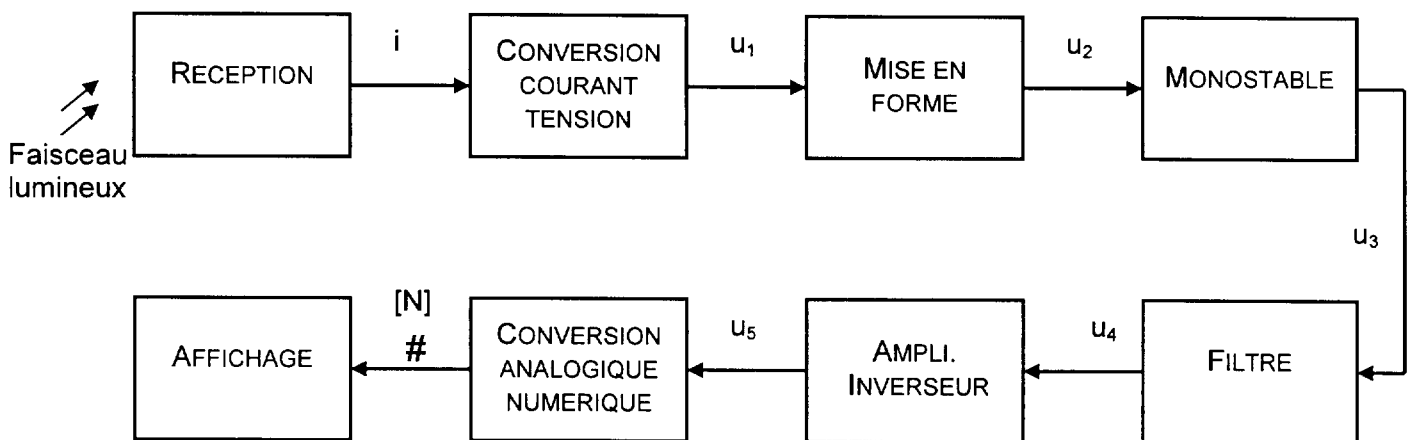 RECEPTION
i
CONVERSION
COURANT
TENSION
u₁
MISE EN
FORME
u₂
MONOSTABLE
Faisceau
lumineux
u₃
AFFICHAGE
[N]
#
CONVERSION
ANALOGIQUE
NUMERIQUE
u₅
AMPLI.
INVERSEUR
u₄
FILTRE